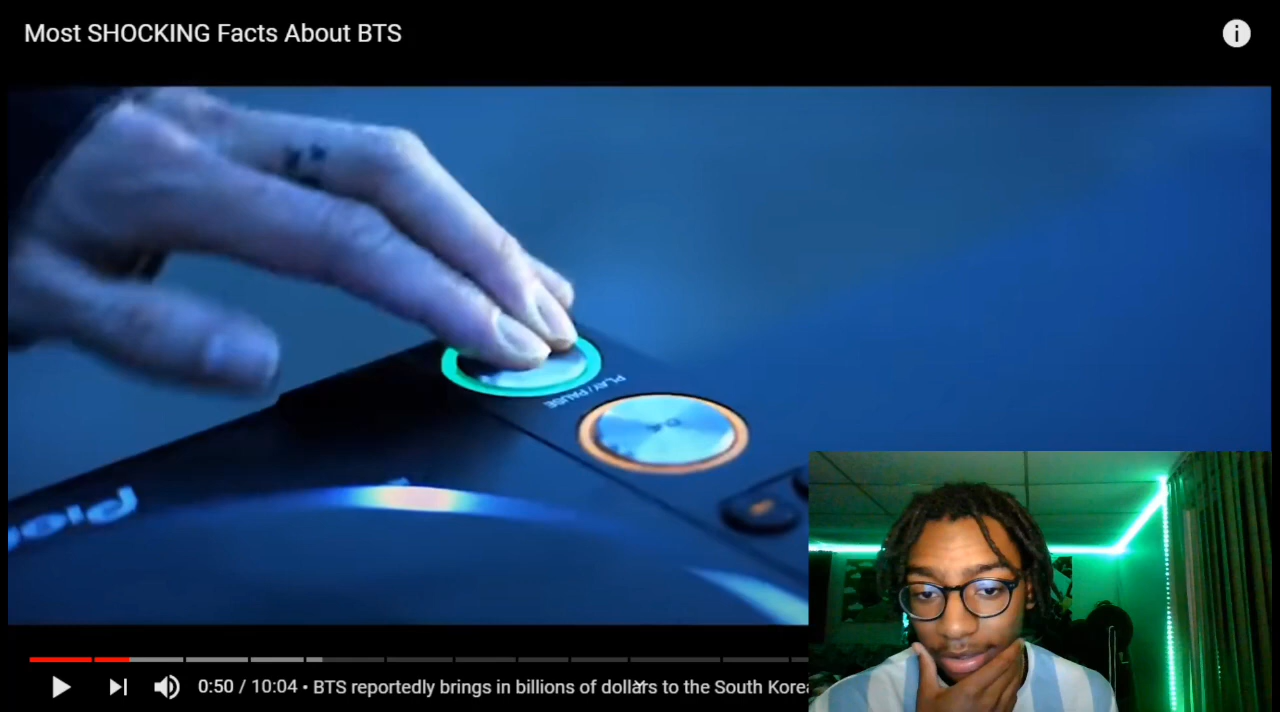 Most SHOCKING Facts About BTS
PLAY/PAUSE
0:50 / 10:04 • BTS reportedly brings in billions of dollars to the South Korea